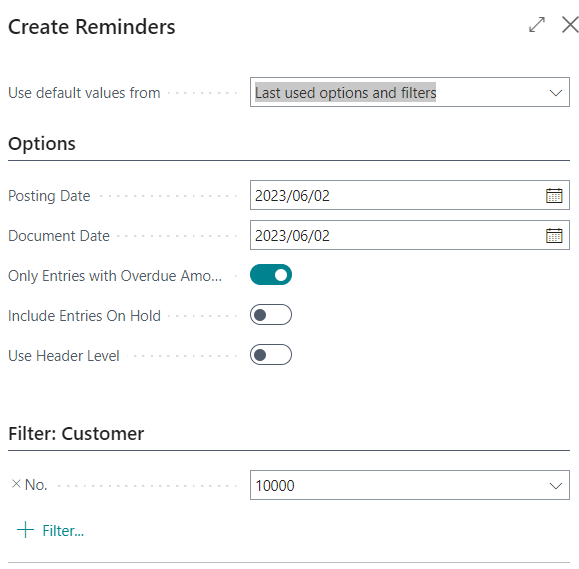 Create Reminders
Use default values from Last used options and filters
Options
Posting Date 2023/06/02
Document Date 2023/06/02
Only Entries with Overdue Amo...
Include Entries On Hold
Use Header Level
Filter: Customer
× No. 10000
+ Filter...